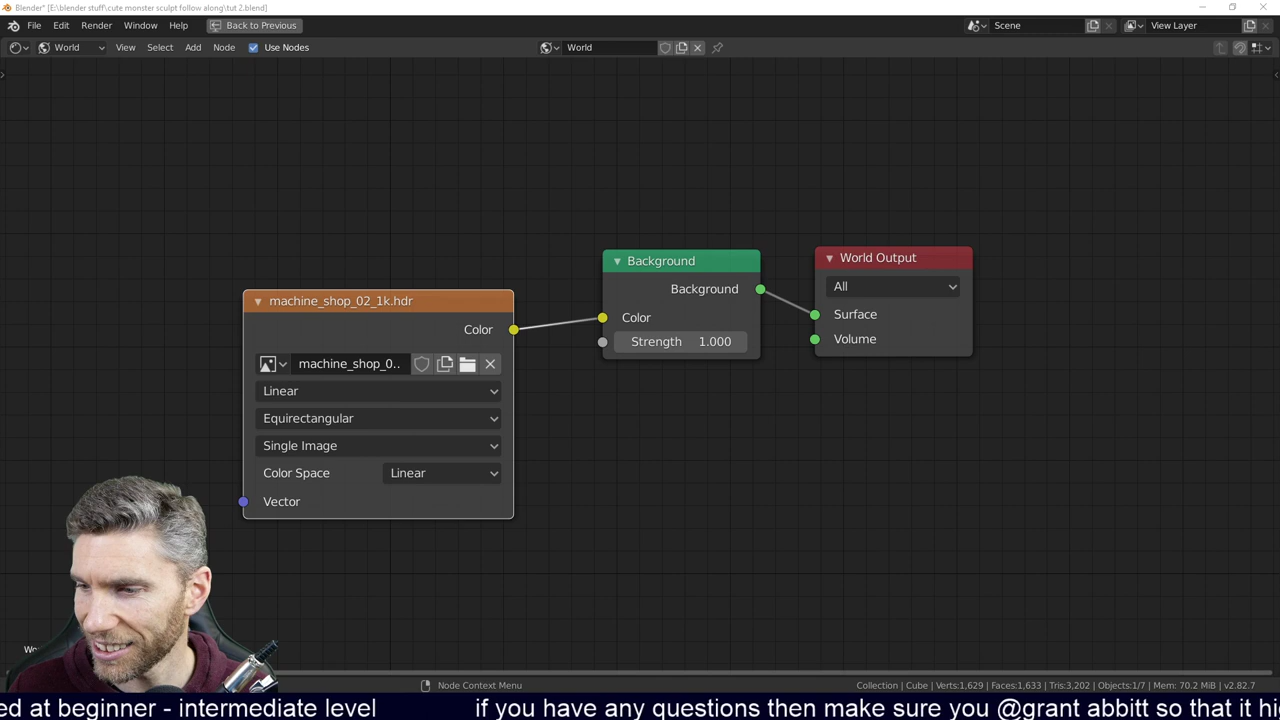 Blender* [E:\blender stuff\cute monster sculpt follow along\tut 2.blend]
File Edit Render Window Help Back to Previous Scene View Layer
World View Select Add Node Use Nodes World
Background
Background
Color
Strength 1.000
World Output
All
Surface
Volume
machine_shop_02_1k.hdr
Color
machine_shop_0..
Linear
Equirectangular
Single Image
Color Space Linear
Vector
Wo
Node Context Menu Collection | Cube | Verts:1,629 | Faces:1,633 | Tris:3,202 | Objects:1/7 | Mem: 70.2 MiB | v2.82.7
ed at beginner - intermediate level if you have any questions then make sure you @grant abbitt so that it hi